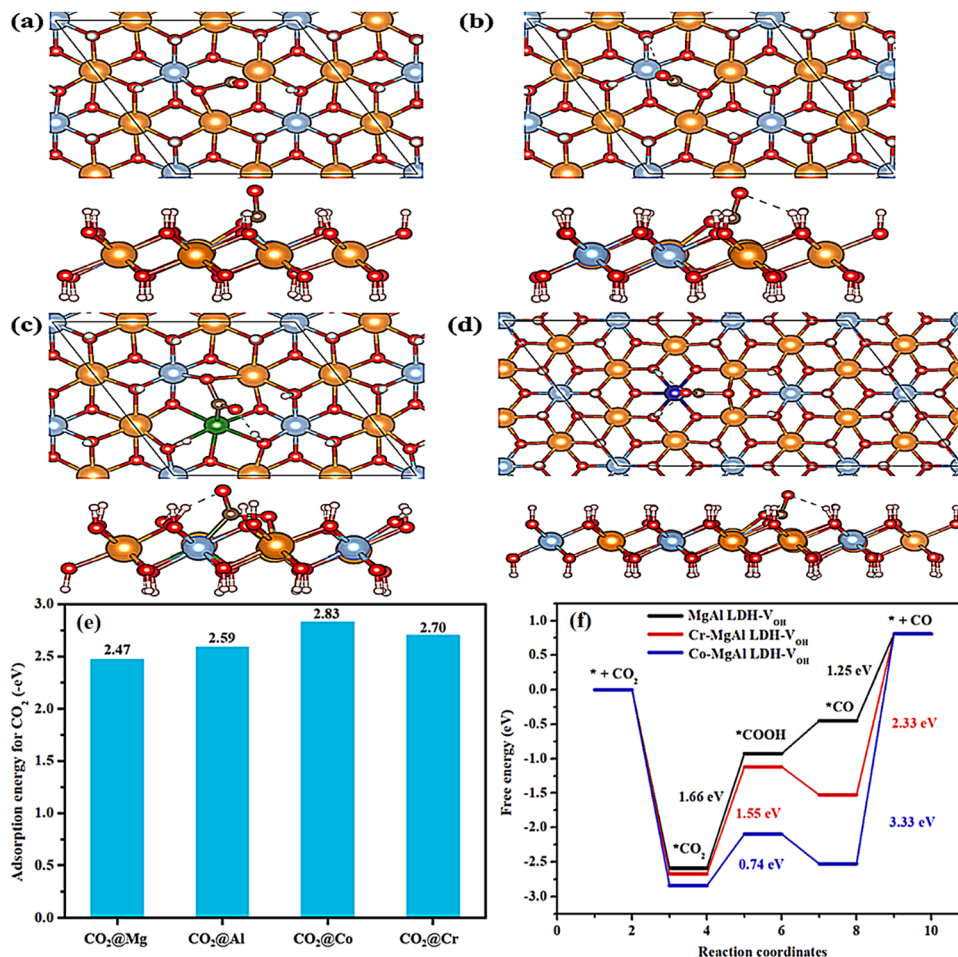 (a)
(b)
(c)
(d)
(e)
Adsorption energy for CO₂ (-eV)
3.0
2.5
2.0
1.5
1.0
0.5
0.0
2.47
2.59
2.83
2.70
CO₂@Mg
CO₂@Al
CO₂@Co
CO₂@Cr
(f)
MgAl LDH-V_OH
Cr-MgAl LDH-V_OH
Co-MgAl LDH-V_OH
Free energy (eV)
1.0
0.5
0.0
-0.5
-1.0
-1.5
-2.0
-2.5
-3.0
* + CO₂
* + CO
1.25 eV
*CO
*COOH
2.33 eV
1.66 eV
1.55 eV
3.33 eV
*CO₂
0.74 eV
0 2 4 6 8 10
Reaction coordinates